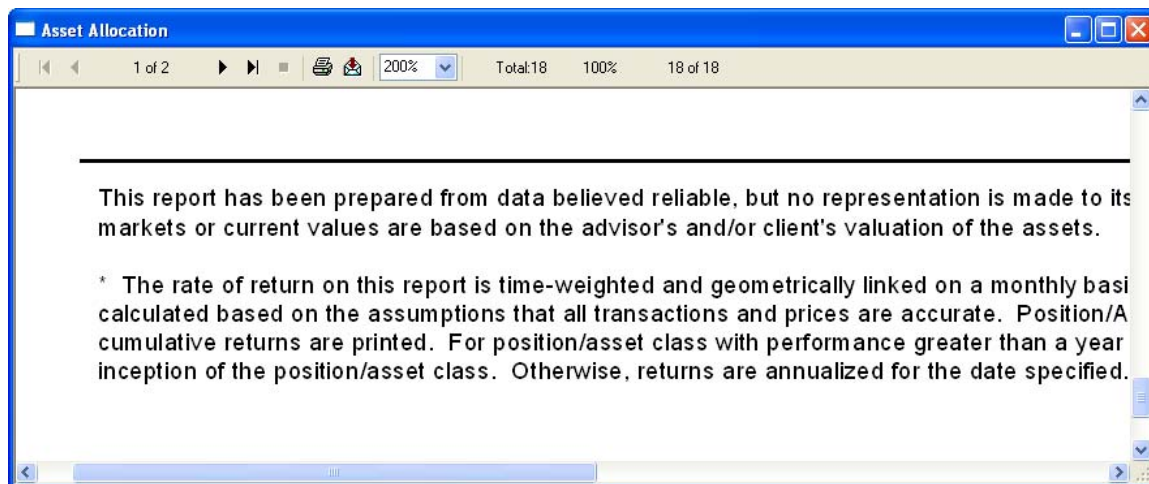 Asset Allocation
1 of 2 200% Total:18 100% 18 of 18
This report has been prepared from data believed reliable, but no representation is made to its
markets or current values are based on the advisor's and/or client's valuation of the assets.
* The rate of return on this report is time-weighted and geometrically linked on a monthly basi
calculated based on the assumptions that all transactions and prices are accurate. Position/A
cumulative returns are printed. For position/asset class with performance greater than a year
inception of the position/asset class. Otherwise, returns are annualized for the date specified.